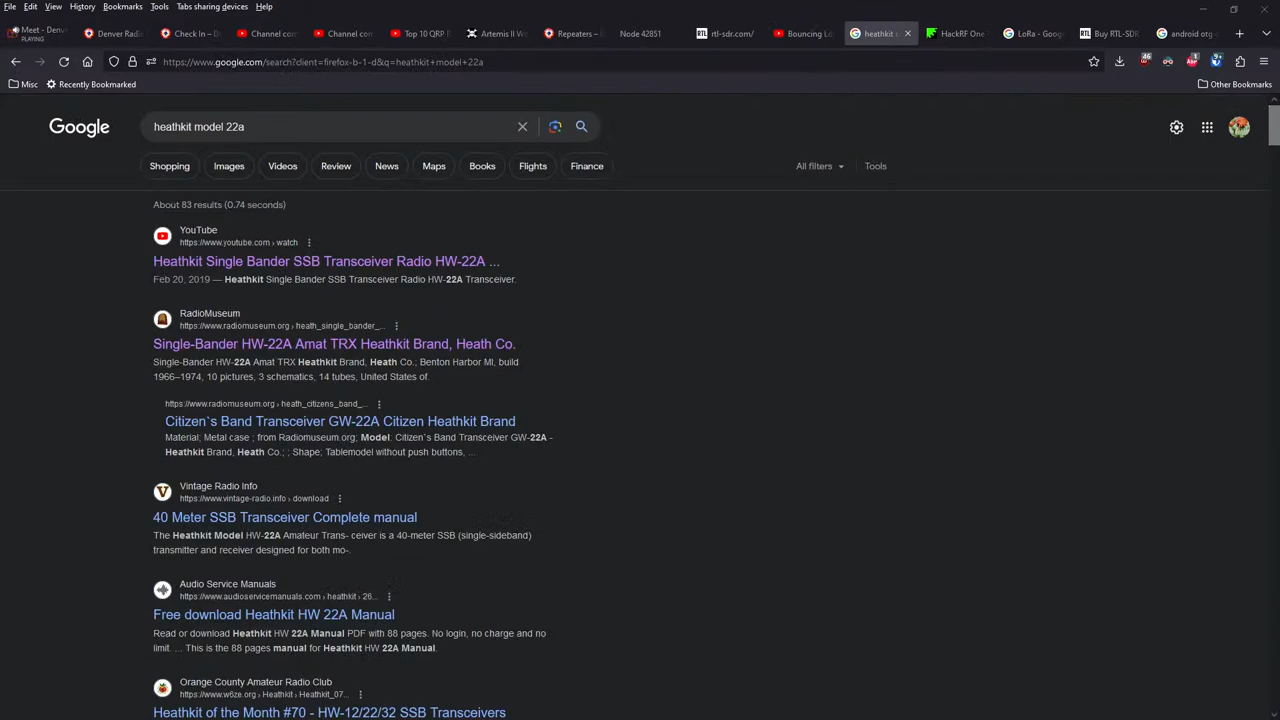 File Edit View History Bookmarks Tools Tabs sharing devices Help
Meet - Denv
PLAYING
Denver Radi
Check In – D
Channel com
Channel com
Top 10 QRP E
Artemis II We
Repeaters –
Node 42851
rtl-sdr.com/
Bouncing Lo
heathkit
HackRF One
LoRa - Goog
Buy RTL-SDR
android otg c
https://www.google.com/search?client=firefox-b-1-d&q=heathkit+model+22a
46
Misc
Recently Bookmarked
Other Bookmarks
Google
heathkit model 22a
Shopping Images Videos Review News Maps Books Flights Finance
All filters
Tools
About 83 results (0.74 seconds)
YouTube
https://www.youtube.com › watch
Heathkit Single Bander SSB Transceiver Radio HW-22A ...
Feb 20, 2019 — Heathkit Single Bander SSB Transceiver Radio HW-22A Transceiver.
RadioMuseum
https://www.radiomuseum.org › heath_single_bander_...
Single-Bander HW-22A Amat TRX Heathkit Brand, Heath Co.
Single-Bander HW-22A Amat TRX Heathkit Brand, Heath Co.; Benton Harbor MI, build
1966–1974, 10 pictures, 3 schematics, 14 tubes, United States of.
https://www.radiomuseum.org › heath_citizens_band_...
Citizen`s Band Transceiver GW-22A Citizen Heathkit Brand
Material; Metal case ; from Radiomuseum.org; Model: Citizen`s Band Transceiver GW-22A -
Heathkit Brand, Heath Co.; ; Shape; Tablemodel without push buttons, ...
Vintage Radio Info
https://www.vintage-radio.info › download
40 Meter SSB Transceiver Complete manual
The Heathkit Model HW-22A Amateur Trans- ceiver is a 40-meter SSB (single-sideband)
transmitter and receiver designed for both mo-.
Audio Service Manuals
https://www.audioservicemanuals.com › heathkit › 26...
Free download Heathkit HW 22A Manual
Read or download Heathkit HW 22A Manual PDF with 88 pages. No login, no charge and no
limit. ... This is the 88 pages manual for Heathkit HW 22A Manual.
Orange County Amateur Radio Club
https://www.w6ze.org › Heathkit › Heathkit_07...
Heathkit of the Month #70 - HW-12/22/32 SSB Transceivers